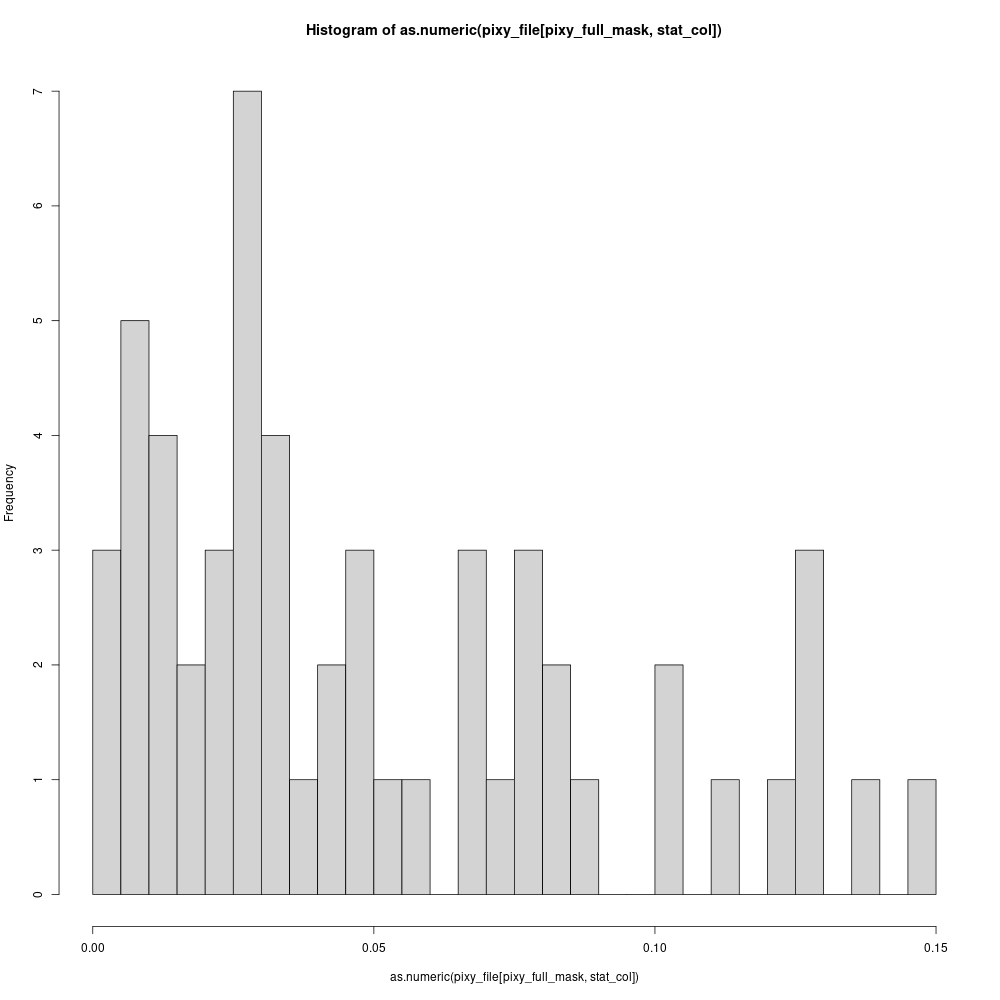 Histogram of as.numeric(pixy_file[pixy_full_mask, stat_col])
7
6
5
4
3
2
1
0
Frequency
0.00 0.05 0.10 0.15
as.numeric(pixy_file[pixy_full_mask, stat_col])